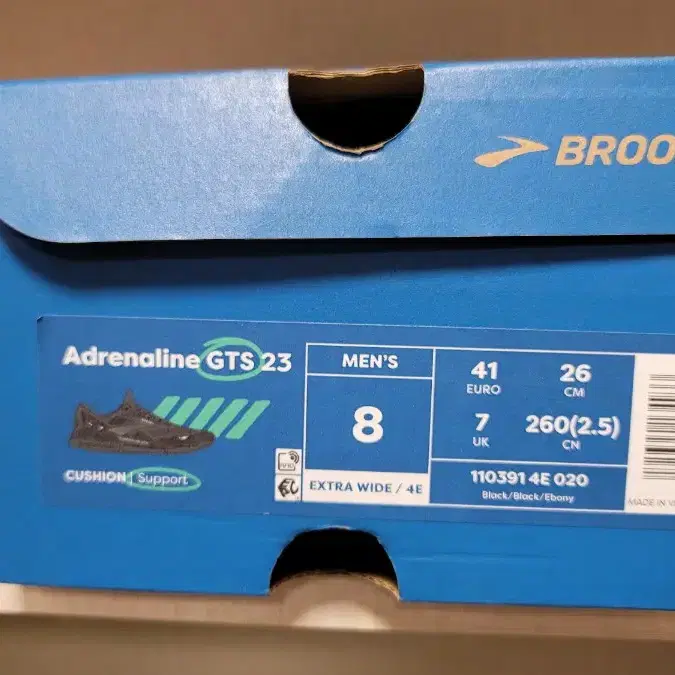 BROO
Adrenaline GTS 23
CUSHION | Support
MEN'S
8
EXTRA WIDE / 4E
41
EURO
26
CM
7
UK
260(2.5)
CN
110391 4E 020
Black/Black/Ebony
MADE IN V